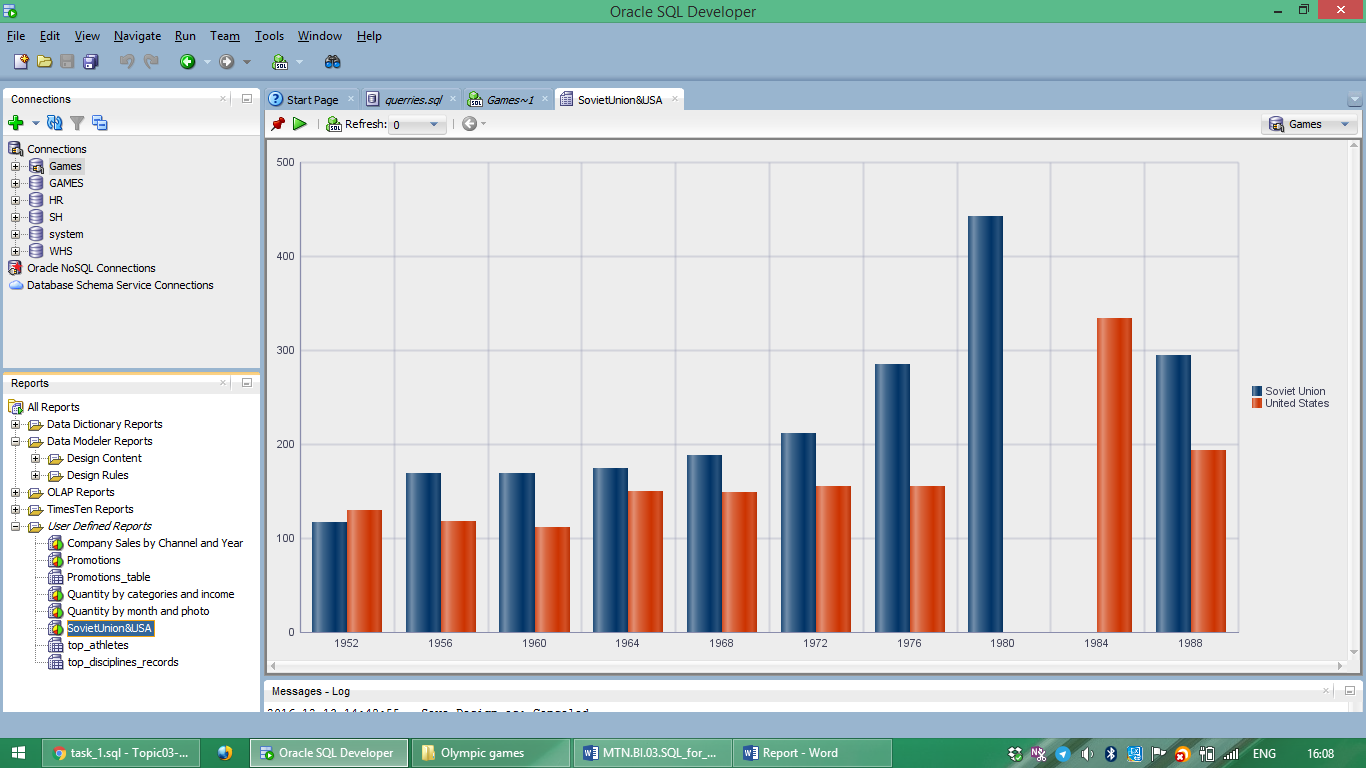 Oracle SQL Developer
File Edit View Navigate Run Team Tools Window Help
Connections
Connections
Games
GAMES
HR
SH
system
WHS
Oracle NoSQL Connections
Database Schema Service Connections
Reports
All Reports
Data Dictionary Reports
Data Modeler Reports
Design Content
Design Rules
OLAP Reports
TimesTen Reports
User Defined Reports
Company Sales by Channel and Year
Promotions
Promotions_table
Quantity by categories and income
Quantity by month and photo
SovietUnion&USA
top_athletes
top_disciplines_records
Start Page querries.sql Games~1 SovietUnion&USA
Refresh: 0 Games
500
400
300
200
100
0
1952 1956 1960 1964 1968 1972 1976 1980 1984 1988
Soviet Union
United States
Messages - Log
task_1.sql - Topic03-... Oracle SQL Developer Olympic games MTN.BI.03.SQL_for_... Report - Word ENG 16:08